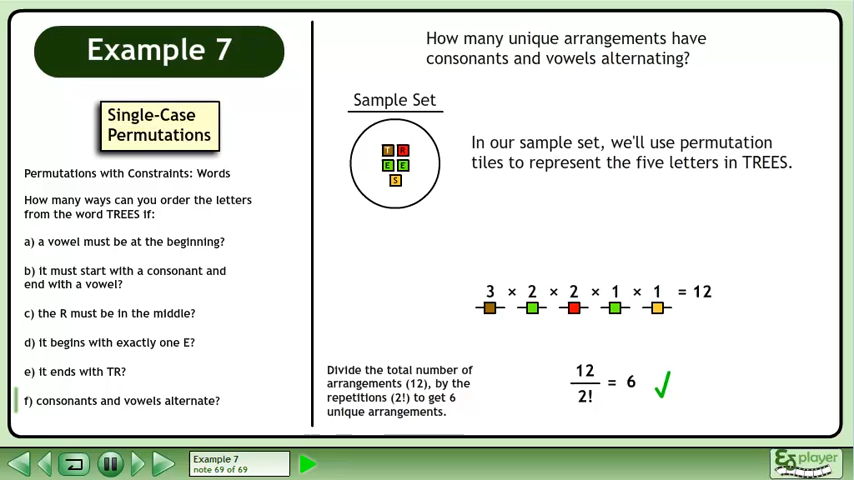 Example 7
Single-Case
Permutations
Permutations with Constraints: Words
How many ways can you order the letters
from the word TREES if:
a) a vowel must be at the beginning?
b) it must start with a consonant and
end with a vowel?
c) the R must be in the middle?
d) it begins with exactly one E?
e) it ends with TR?
f) consonants and vowels alternate?
How many unique arrangements have
consonants and vowels alternating?
Sample Set
T R
E E
S
In our sample set, we'll use permutation
tiles to represent the five letters in TREES.
3 × 2 × 2 × 1 × 1 = 12
Divide the total number of
arrangements (12), by the
repetitions (2!) to get 6
unique arrangements.
12
2!
= 6
Example 7
note 69 of 69
player